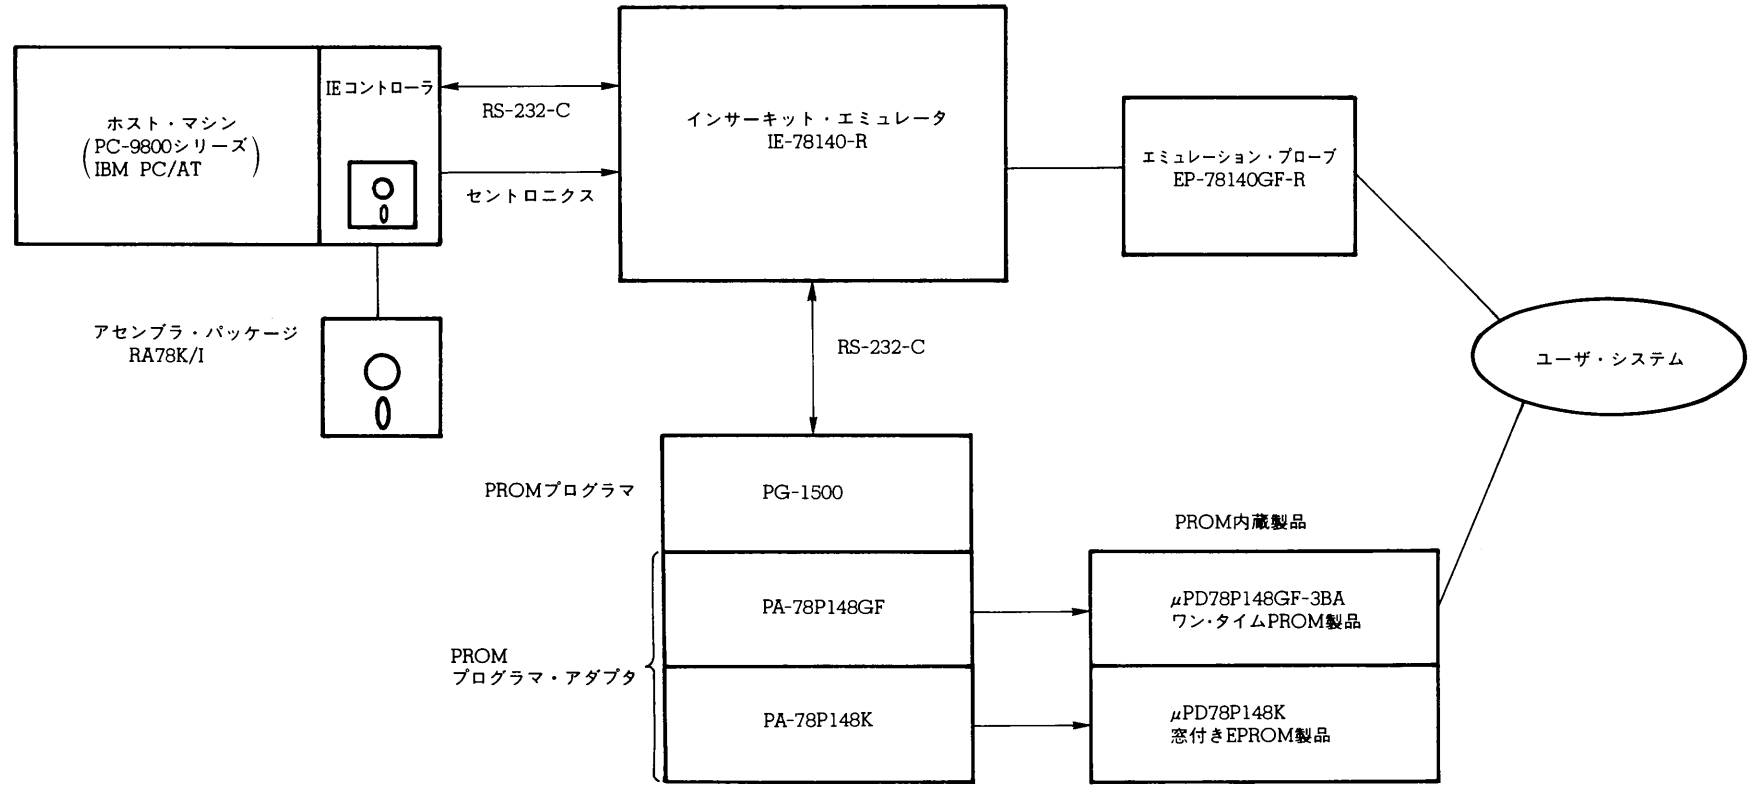 ホスト・マシン
(PC-9800シリーズ
IBM PC/AT)
IEコントローラ
RS-232-C
セントロニクス
インサーキット・エミュレータ
IE-78140-R
エミュレーション・プローブ
EP-78140GF-R
アセンブラ・パッケージ
RA78K/I
RS-232-C
ユーザ・システム
PROMプログラマ
PG-1500
PROM
プログラマ・アダプタ
PA-78P148GF
PA-78P148K
PROM内蔵製品
μPD78P148GF-3BA
ワン・タイムPROM製品
μPD78P148K
窓付きEPROM製品